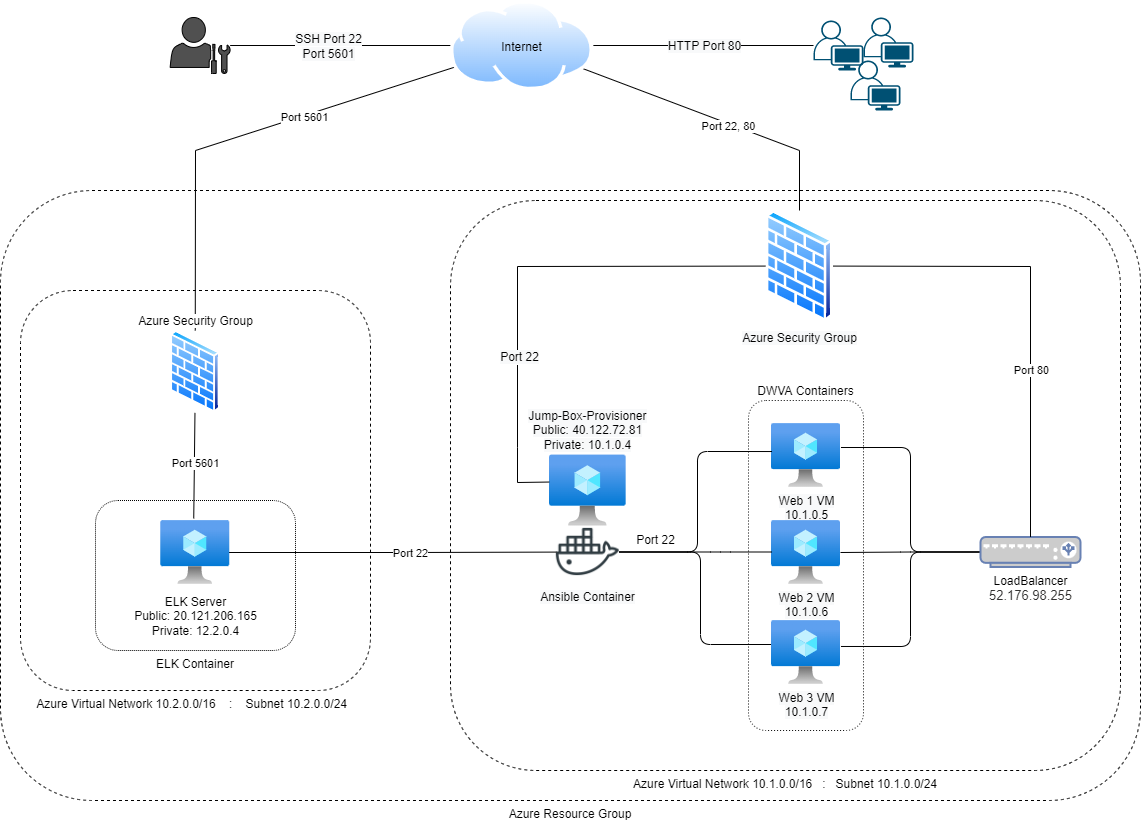 SSH Port 22
Port 5601
Internet
HTTP Port 80
Port 5601
Port 22, 80
Azure Security Group
Port 5601
ELK Server
Public: 20.121.206.165
Private: 12.2.0.4
ELK Container
Azure Virtual Network 10.2.0.0/16 : Subnet 10.2.0.0/24
Port 22
Azure Security Group
Port 22
Port 80
Jump-Box-Provisioner
Public: 40.122.72.81
Private: 10.1.0.4
Ansible Container
Port 22
DWVA Containers
Web 1 VM
10.1.0.5
Web 2 VM
10.1.0.6
Web 3 VM
10.1.0.7
LoadBalancer
52.176.98.255
Azure Virtual Network 10.1.0.0/16 : Subnet 10.1.0.0/24
Azure Resource Group